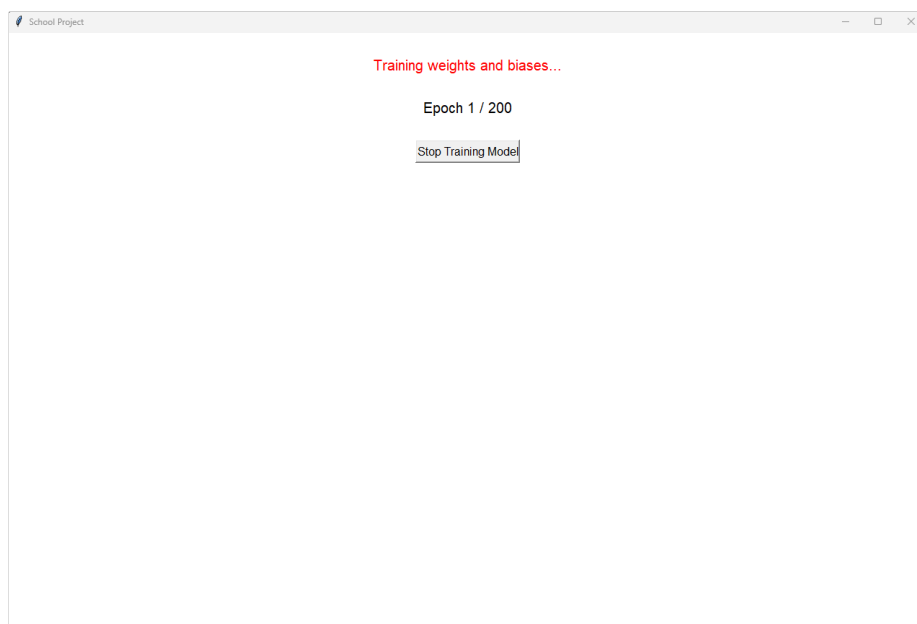 School Project
Training weights and biases...
Epoch 1 / 200
Stop Training Model